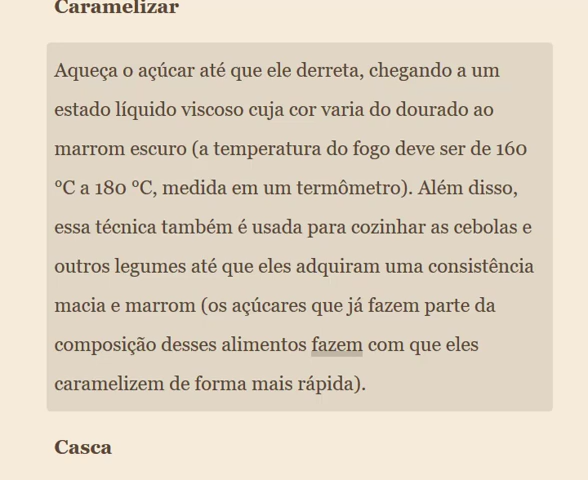 Caramelizar
Aqueça o açúcar até que ele derreta, chegando a um
estado líquido viscoso cuja cor varia do dourado ao
marrom escuro (a temperatura do fogo deve ser de 160
ºC a 180 ºC, medida em um termômetro). Além disso,
essa técnica também é usada para cozinhar as cebolas e
outros legumes até que eles adquiram uma consistência
macia e marrom (os açúcares que já fazem parte da
composição desses alimentos fazem com que eles
caramelizem de forma mais rápida).
Casca